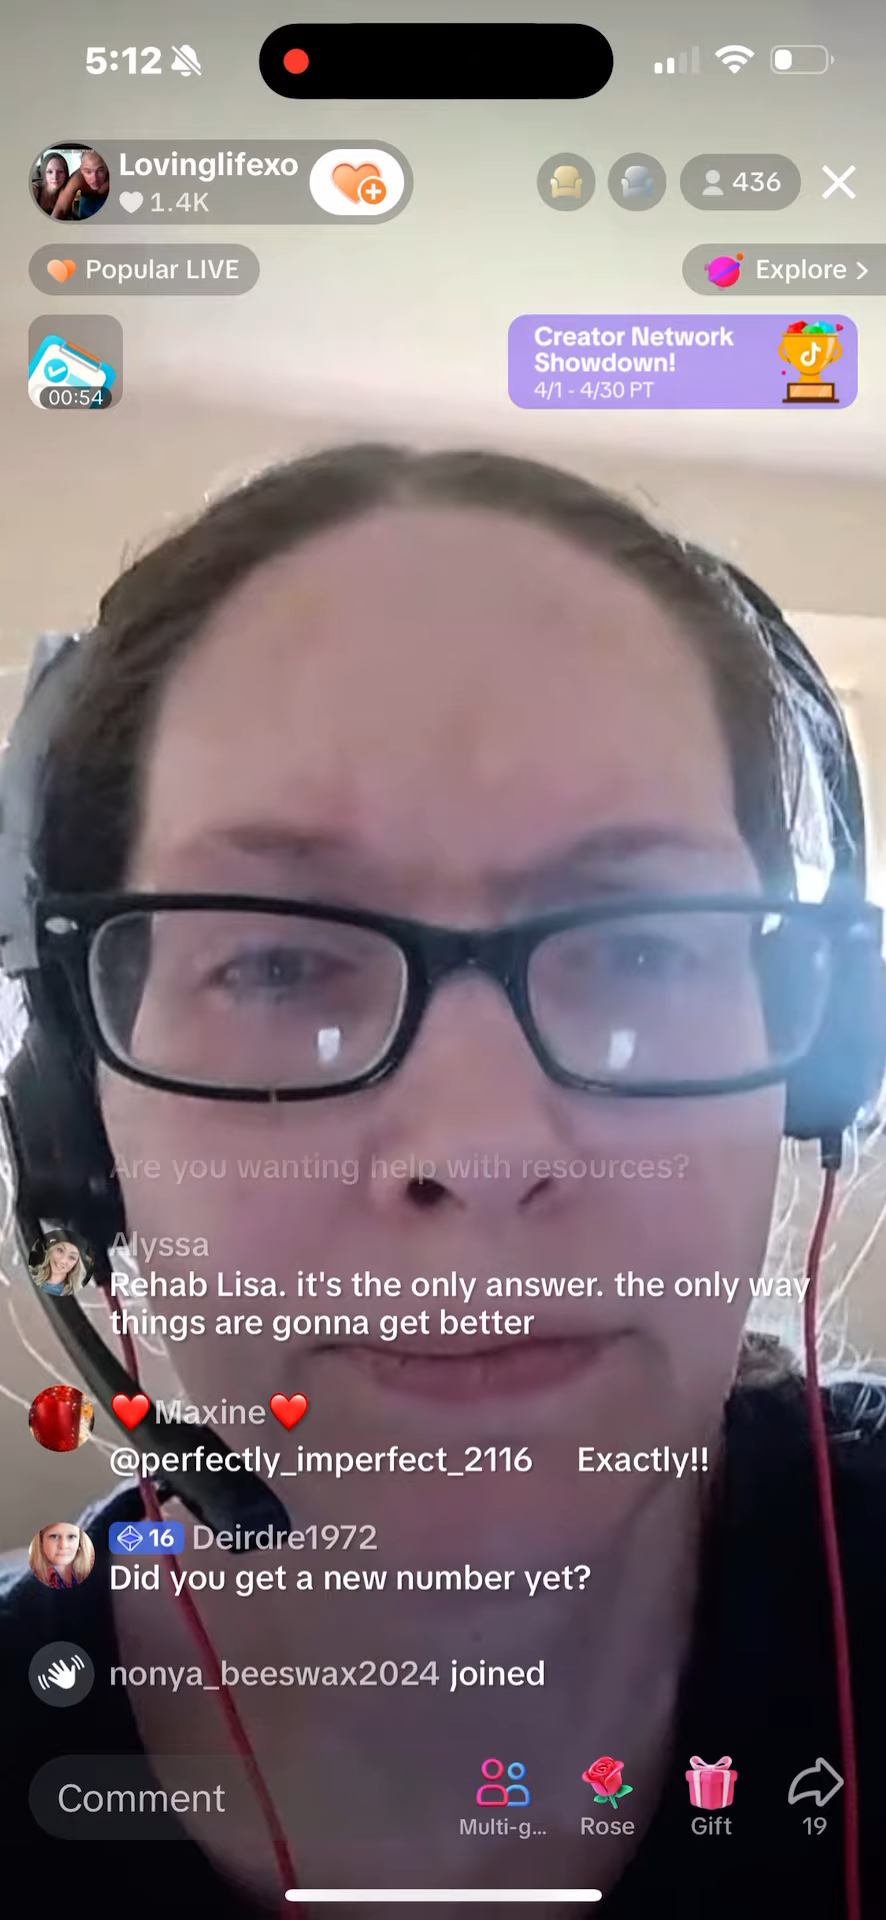 5:12
Lovinglifexo
1.4K
436
Popular LIVE
Explore >
00:54
Creator Network
Showdown!
4/1 - 4/30 PT
Are you wanting help with resources?
Alyssa
Rehab Lisa. it's the only answer. the only way
things are gonna get better
❤️Maxine❤️
@perfectly_imperfect_2116 Exactly!!
16 Deirdre1972
Did you get a new number yet?
nonya_beeswax2024 joined
Comment
Multi-g...
Rose
Gift
19